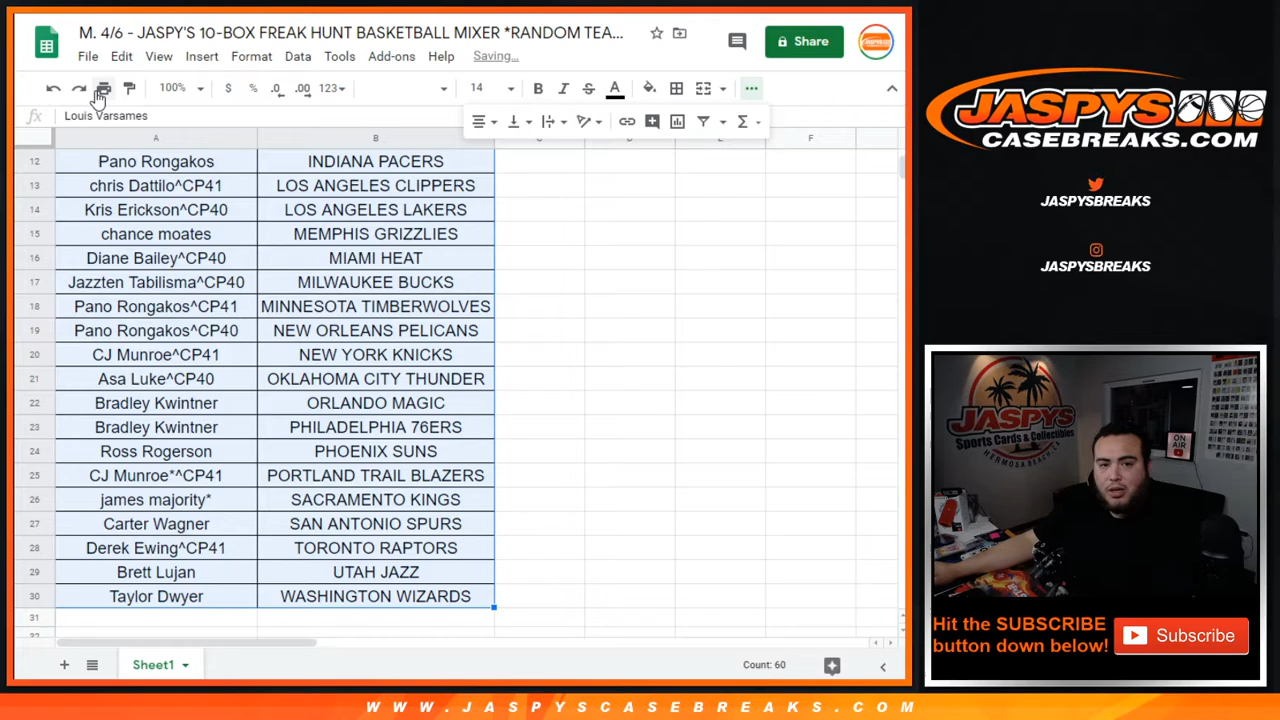 M. 4/6 - JASPY'S 10-BOX FREAK HUNT BASKETBALL MIXER *RANDOM TEA...
Share
File Edit View Insert Format Data Tools Add-ons Help Saving...
100% $ % .0 .00 123 14 B I S A
fx Louis Varsames
A B F
12 Pano Rongakos INDIANA PACERS
13 chris Dattilo^CP41 LOS ANGELES CLIPPERS
14 Kris Erickson^CP40 LOS ANGELES LAKERS
15 chance moates MEMPHIS GRIZZLIES
16 Diane Bailey^CP40 MIAMI HEAT
17 Jazzten Tabilisma^CP40 MILWAUKEE BUCKS
18 Pano Rongakos^CP41 MINNESOTA TIMBERWOLVES
19 Pano Rongakos^CP40 NEW ORLEANS PELICANS
20 CJ Munroe^CP41 NEW YORK KNICKS
21 Asa Luke^CP40 OKLAHOMA CITY THUNDER
22 Bradley Kwintner ORLANDO MAGIC
23 Bradley Kwintner PHILADELPHIA 76ERS
24 Ross Rogerson PHOENIX SUNS
25 CJ Munroe*^CP41 PORTLAND TRAIL BLAZERS
26 james majority* SACRAMENTO KINGS
27 Carter Wagner SAN ANTONIO SPURS
28 Derek Ewing^CP41 TORONTO RAPTORS
29 Brett Lujan UTAH JAZZ
30 Taylor Dwyer WASHINGTON WIZARDS
31
Sheet1
Count: 60
JASPYS
CASEBREAKS.COM
JASPYSBREAKS
JASPYSBREAKS
JASPYS
Sports Cards & Collectibles
HERMOSA BEACH, CA
ON AIR
Hit the SUBSCRIBE
button down below!
Subscribe
WWW.JASPYSCASEBREAKS.COM